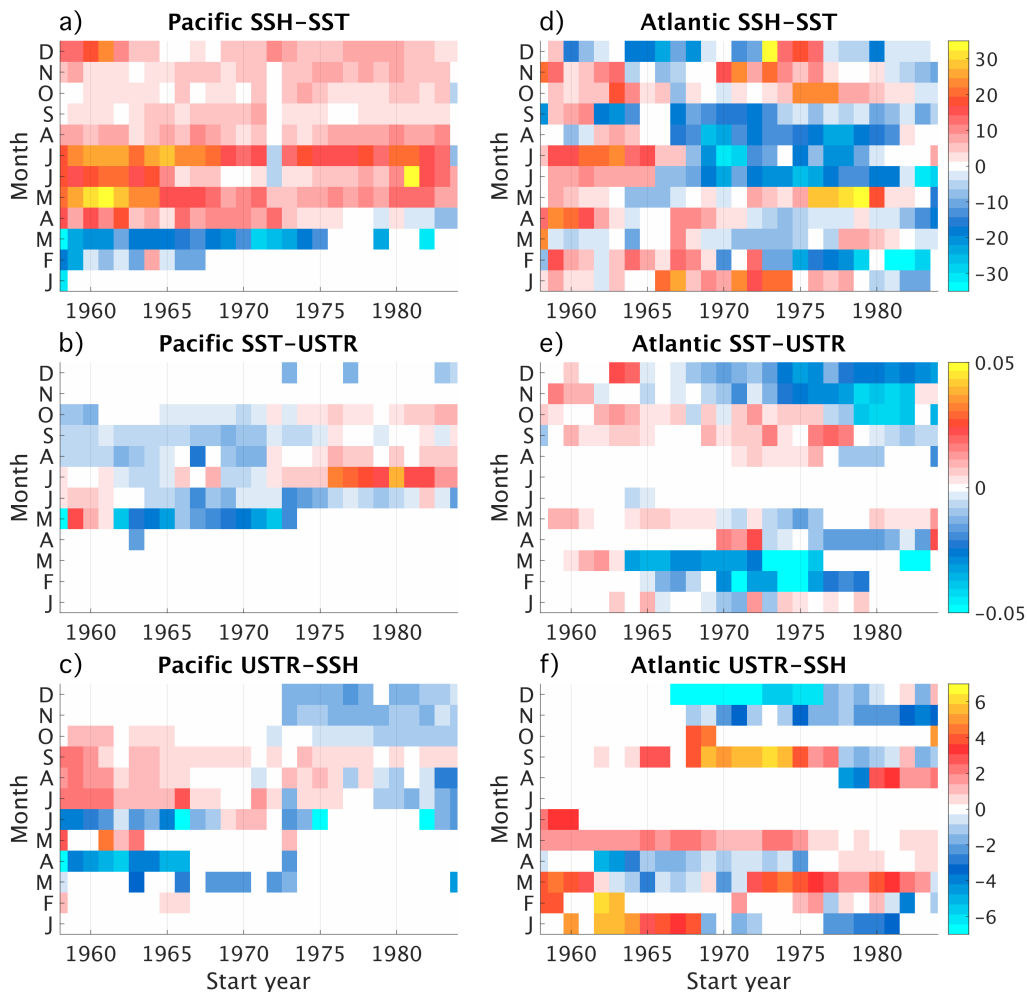 a) Pacific SSH−SST
Month
D
N
O
S
A
J
J
M
A
M
F
J
1960 1965 1970 1975 1980
d) Atlantic SSH−SST
Month
D
N
O
S
A
J
J
M
A
M
F
J
1960 1965 1970 1975 1980
30
20
10
0
−10
−20
−30
b) Pacific SST−USTR
Month
D
N
O
S
A
J
J
M
A
M
F
J
1960 1965 1970 1975 1980
e) Atlantic SST−USTR
Month
D
N
O
S
A
J
J
M
A
M
F
J
1960 1965 1970 1975 1980
0.05
0
−0.05
c) Pacific USTR−SSH
Month
D
N
O
S
A
J
J
M
A
M
F
J
1960 1965 1970 1975 1980
Start year
f) Atlantic USTR−SSH
Month
D
N
O
S
A
J
J
M
A
M
F
J
1960 1965 1970 1975 1980
Start year
6
4
2
0
−2
−4
−6